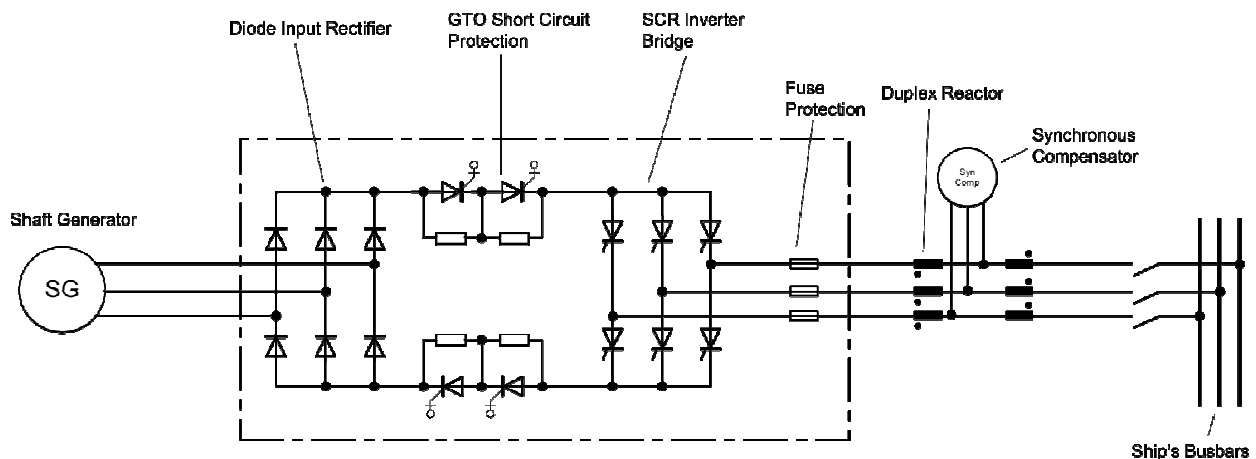 Diode Input Rectifier
GTO Short Circuit
Protection
SCR Inverter
Bridge
Fuse
Protection
Duplex Reactor
Synchronous
Compensator
Syn
Comp
Shaft Generator
SG
Ship's Busbars